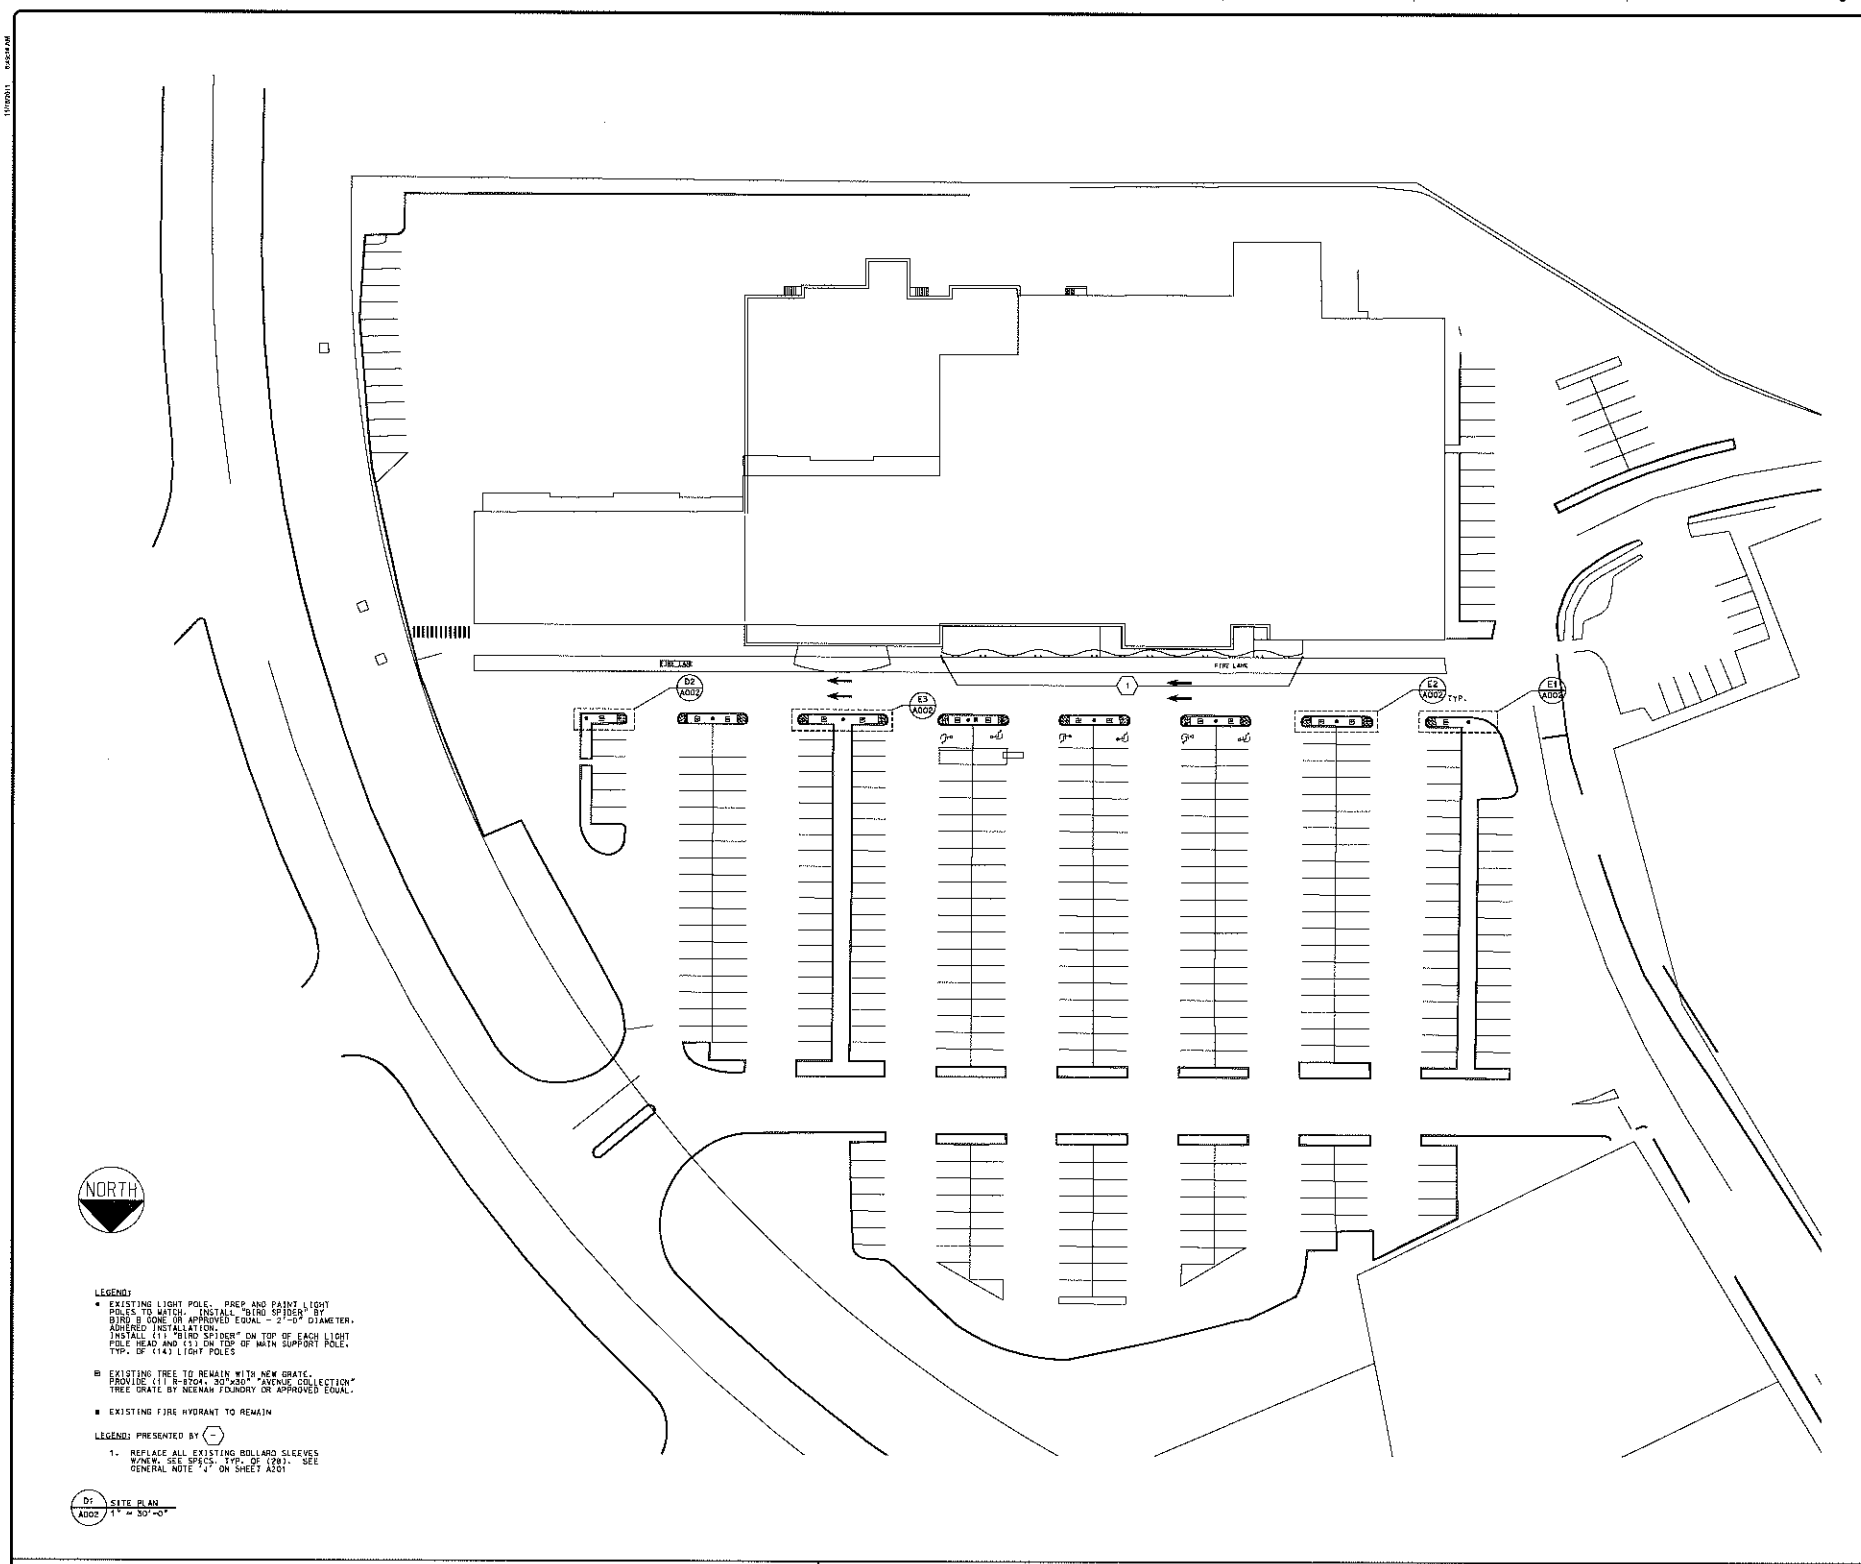 11/18/2011
FIRE LANE
FIRE LANE
1
D2
A002
E3
A002
E2
A002
TYP.
E1
A002
NORTH
LEGEND:
EXISTING LIGHT POLE. PREP AND PAINT LIGHT
POLES TO MATCH. INSTALL "BIRD SPIDER" BY
BIRD B GONE OR APPROVED EQUAL - 2'-0" DIAMETER.
ADHERED INSTALLATION.
INSTALL (1) "BIRD SPIDER" ON TOP OF EACH LIGHT
POLE HEAD AND (1) ON TOP OF MAIN SUPPORT POLE.
TYP. OF (14) LIGHT POLES
EXISTING TREE TO REMAIN WITH NEW GRATE.
PROVIDE (1) R-8704, 30"x30" "AVENUE COLLECTION"
TREE GRATE BY NEENAH FOUNDRY OR APPROVED EQUAL.
EXISTING FIRE HYDRANT TO REMAIN
LEGEND: PRESENTED BY -
1. REPLACE ALL EXISTING BOLLARD SLEEVES
W/NEW. SEE SPECS. TYP. OF (28). SEE
GENERAL NOTE 'J' ON SHEET A201
A002
SITE PLAN
1" = 30'-0"